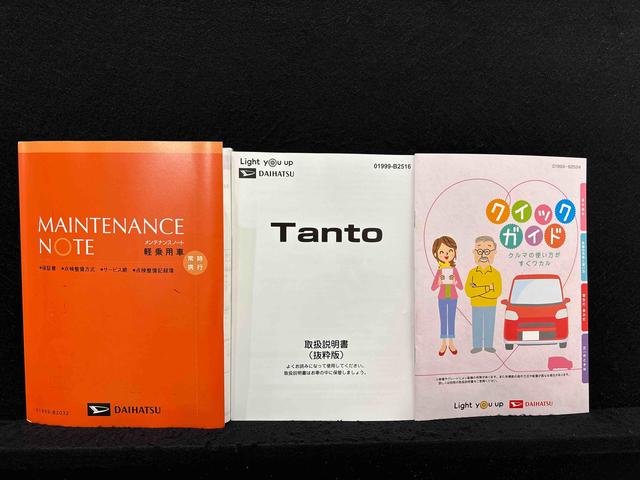 MAINTENANCE
NOTE
メンテナンスノート
軽乗用車
常時
携行
●保証書 ●点検整備方式 ●サービス網 ●点検整備記録簿
01999-B2032
DAIHATSU
Light you up
DAIHATSU
01999-B2516
Tanto
取扱説明書
(抜粋版)
よくお読みになって使用してください。
取扱説明書はお車の中に保管しましょう。
クイック
ガイド
クルマの使い方が
すぐワカル
Light you up
DAIHATSU